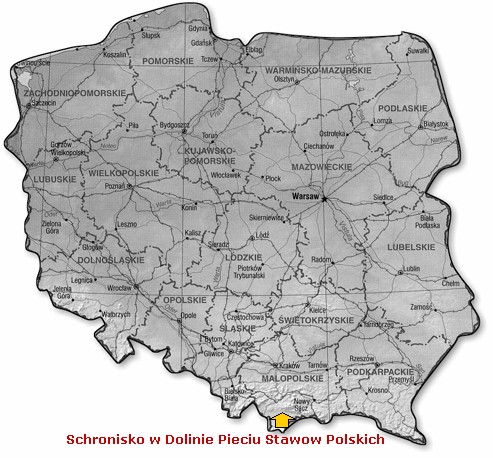 Gdynia
Słupsk
Gdańsk
Koszalin
Elbląg
Suwałki
POMORSKIE
Tczew
WARMIŃSKO-MAZURSKIE
Olsztyn
ZACHODNIOPOMORSKIE
Szczecin
PODLASKIE
Łomża
Piła
Bydgoszcz
Toruń
Ostrołęka
Białystok
Gorzów
Wielkopolski
Noteć
KUJAWSKO-
POMORSKIE
Ciechanów
Narew
MAZOWIECKIE
LUBUSKIE
WIELKOPOLSKIE
Poznań
Włocławek
Płock
Bug
Warta
Konin
Warsaw
Siedlce
Zielona
Góra
Leszno
Skierniewice
Biała
Podlaska
Kalisz
Sieradz
Łódź
LUBELSKIE
Głogów
DOLNOŚLĄSKIE
ŁÓDZKIE
Piotrków
Trybunalski
Radom
Lublin
Legnica
Wrocław
Chełm
Jelenia
Góra
OPOLSKIE
Opole
Wałbrzych
Częstochowa
Kielce
Zamość
ŚWIĘTOKRZYSKIE
Tarnobrzeg
ŚLĄSKIE
Bytom
Katowice
Gliwice
Kraków
Tarnów
Rzeszów
MAŁOPOLSKIE
PODKARPACKIE
Przemyśl
Bielsko-
Biała
Nowy
Sącz
Krosno
Schronisko w Dolinie Pieciu Stawow Polskich